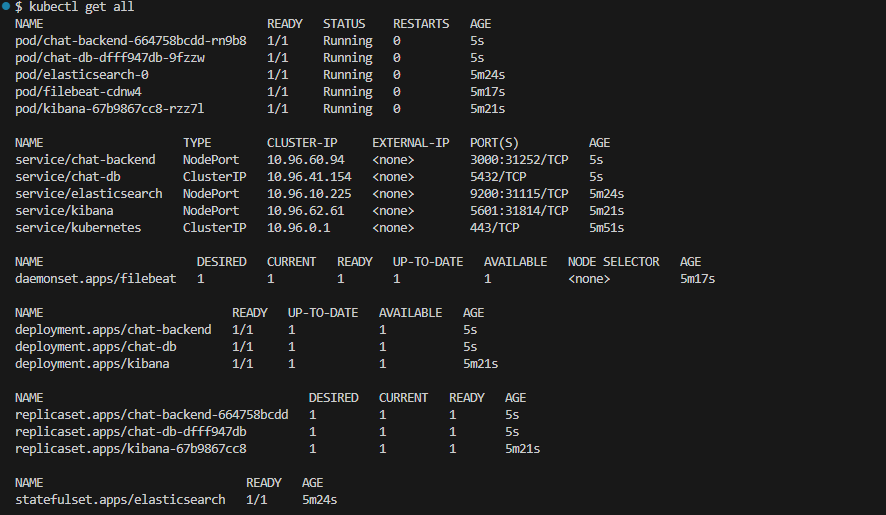 $ kubectl get all
NAME READY STATUS RESTARTS AGE
pod/chat-backend-664758bcdd-rn9b8 1/1 Running 0 5s
pod/chat-db-dfff947db-9fzzw 1/1 Running 0 5s
pod/elasticsearch-0 1/1 Running 0 5m24s
pod/filebeat-cdnw4 1/1 Running 0 5m17s
pod/kibana-67b9867cc8-rzz7l 1/1 Running 0 5m21s
NAME TYPE CLUSTER-IP EXTERNAL-IP PORT(S) AGE
service/chat-backend NodePort 10.96.60.94 <none> 3000:31252/TCP 5s
service/chat-db ClusterIP 10.96.41.154 <none> 5432/TCP 5s
service/elasticsearch NodePort 10.96.10.225 <none> 9200:31115/TCP 5m24s
service/kibana NodePort 10.96.62.61 <none> 5601:31814/TCP 5m21s
service/kubernetes ClusterIP 10.96.0.1 <none> 443/TCP 5m51s
NAME DESIRED CURRENT READY UP-TO-DATE AVAILABLE NODE SELECTOR AGE
daemonset.apps/filebeat 1 1 1 1 1 <none> 5m17s
NAME READY UP-TO-DATE AVAILABLE AGE
deployment.apps/chat-backend 1/1 1 1 5s
deployment.apps/chat-db 1/1 1 1 5s
deployment.apps/kibana 1/1 1 1 5m21s
NAME DESIRED CURRENT READY AGE
replicaset.apps/chat-backend-664758bcdd 1 1 1 5s
replicaset.apps/chat-db-dfff947db 1 1 1 5s
replicaset.apps/kibana-67b9867cc8 1 1 1 5m21s
NAME READY AGE
statefulset.apps/elasticsearch 1/1 5m24s